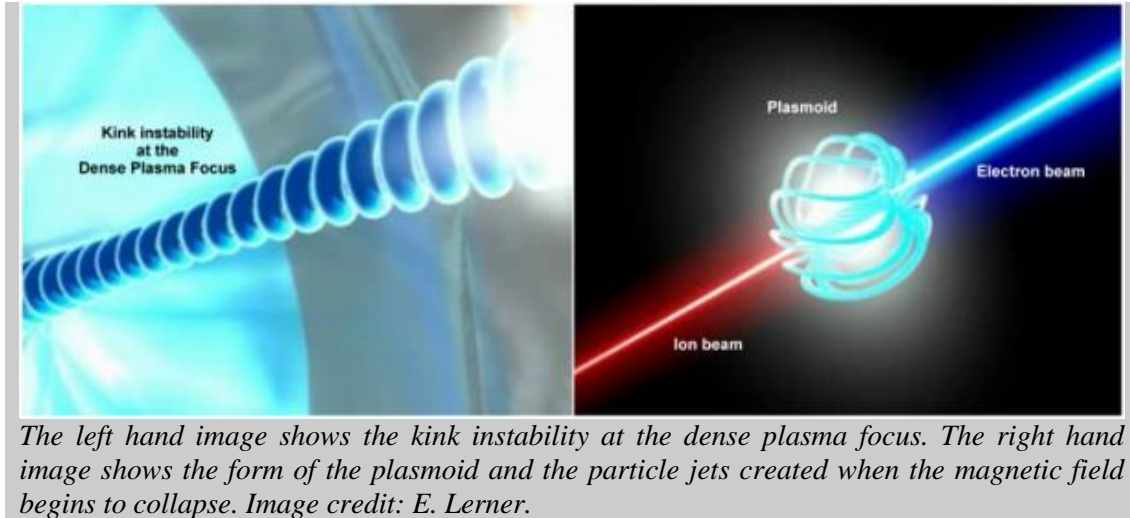 Kink instability
at the
Dense Plasma Focus
Plasmoid
Electron beam
Ion beam
The left hand image shows the kink instability at the dense plasma focus. The right hand
image shows the form of the plasmoid and the particle jets created when the magnetic field
begins to collapse. Image credit: E. Lerner.